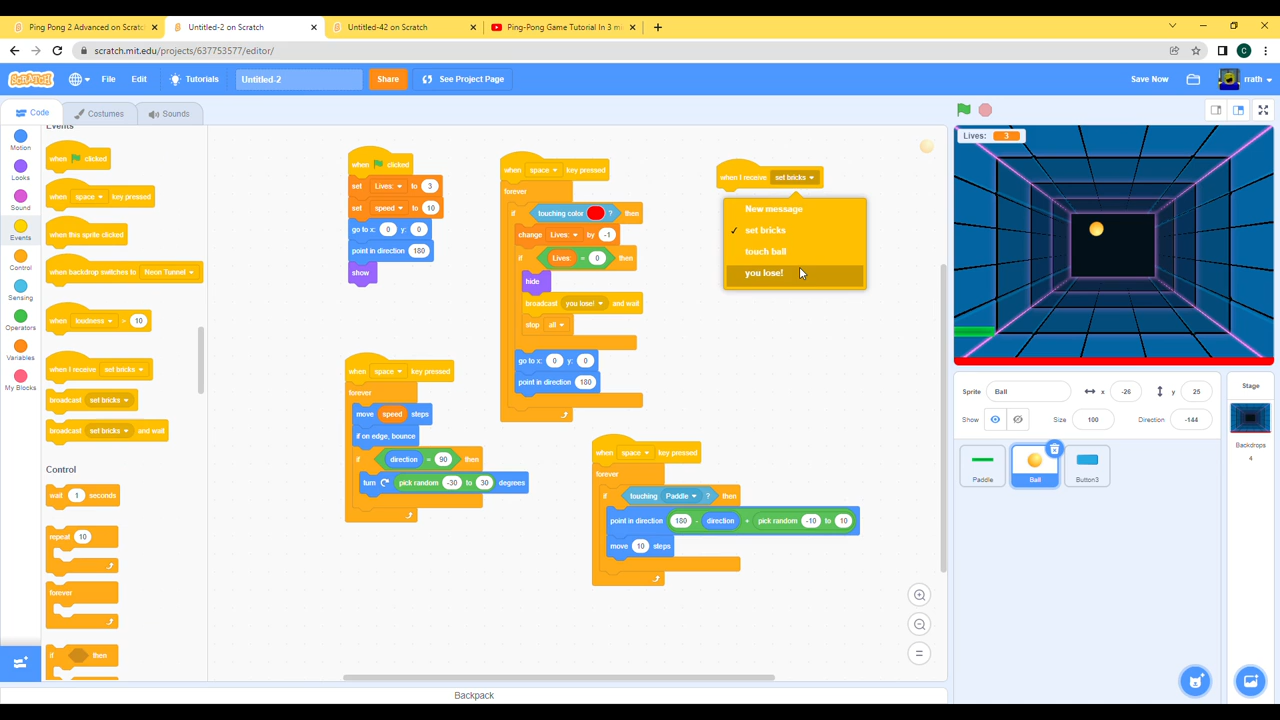 Ping Pong 2 Advanced on Scratch
Untitled-2 on Scratch
Untitled-42 on Scratch
Ping-Pong Game Tutorial In 3 m
scratch.mit.edu/projects/637753577/editor/
C
SCRATCH
File
Edit
Tutorials
Untitled-2
Share
See Project Page
Save Now
rrath
Code
Costumes
Sounds
Motion
Looks
Sound
Events
Control
Sensing
Operators
Variables
My Blocks
Events
when clicked
when space key pressed
when this sprite clicked
when backdrop switches to Neon Tunnel
when loudness > 10
when I receive set bricks
broadcast set bricks
broadcast set bricks and wait
Control
wait 1 seconds
repeat 10
forever
if then
when clicked
set Lives: to 3
set speed to 10
go to x: 0 y: 0
point in direction 180
show
when space key pressed
forever
move speed steps
if on edge, bounce
if direction = 90 then
turn pick random -30 to 30 degrees
when space key pressed
forever
if touching color ? then
change Lives: by -1
if Lives: = 0 then
hide
broadcast you lose! and wait
stop all
go to x: 0 y: 0
point in direction 180
when space key pressed
forever
if touching Paddle ? then
point in direction 180 - direction + pick random -10 to 10
move 10 steps
when I receive set bricks
New message
✓ set bricks
touch ball
you lose!
Backpack
Lives: 3
Sprite Ball
x -26
y 25
Show
Size 100
Direction -144
Paddle
Ball
Button3
Stage
Backdrops
4